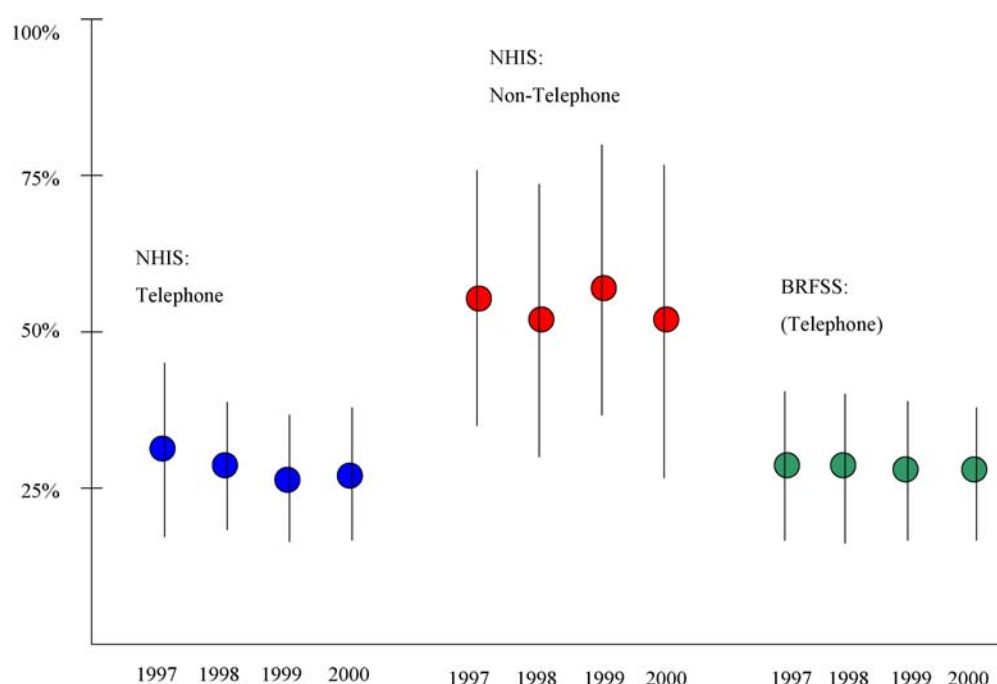 100%
NHIS:
Non-Telephone
75%
NHIS:
Telephone
BRFSS:
(Telephone)
50%
25%
1997 1998 1999 2000 1997 1998 1999 2000 1997 1998 1999 2000